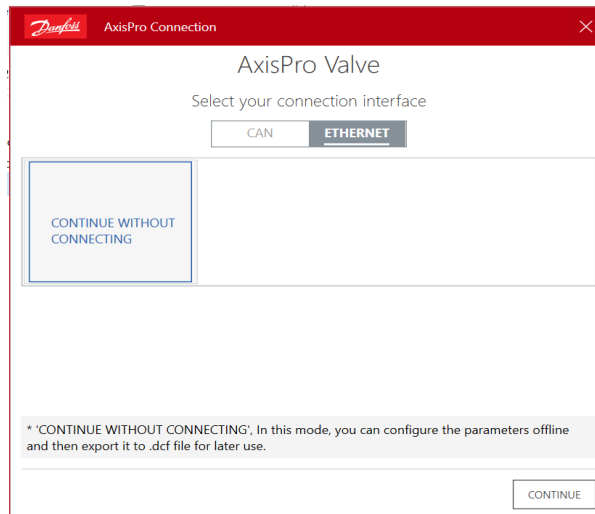 Danfoss AxisPro Connection
AxisPro Valve
Select your connection interface
CAN ETHERNET
CONTINUE WITHOUT
CONNECTING
* 'CONTINUE WITHOUT CONNECTING', In this mode, you can configure the parameters offline
and then export it to .dcf file for later use.
CONTINUE